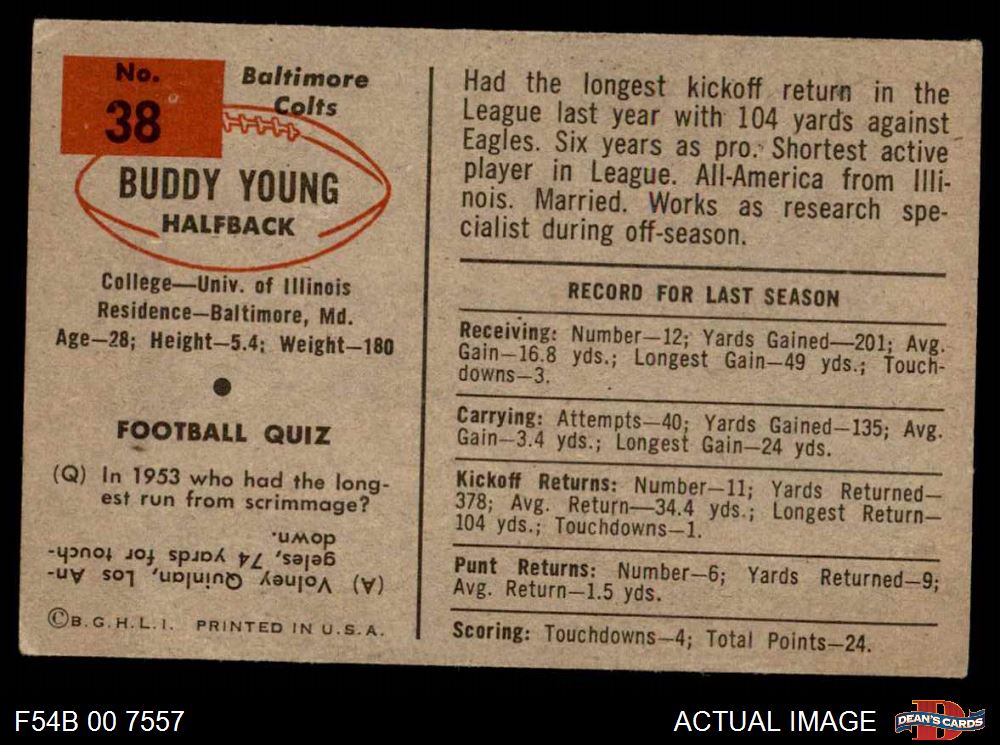 No.
38
Baltimore
Colts
BUDDY YOUNG
HALFBACK
College—Univ. of Illinois
Residence—Baltimore, Md.
Age—28; Height—5.4; Weight—180
FOOTBALL QUIZ
(Q) In 1953 who had the long-
est run from scrimmage?
(A) Volney Quinlan, Los An-
geles, 74 yards for touch-
down.
©B.G.H.L.I. PRINTED IN U.S.A.
Had the longest kickoff return in the
League last year with 104 yards against
Eagles. Six years as pro. Shortest active
player in League. All-America from Illi-
nois. Married. Works as research spe-
cialist during off-season.
RECORD FOR LAST SEASON
Receiving: Number—12; Yards Gained—201; Avg.
Gain—16.8 yds.; Longest Gain—49 yds.; Touch-
downs—3.
Carrying: Attempts—40; Yards Gained—135; Avg.
Gain—3.4 yds.; Longest Gain—24 yds.
Kickoff Returns: Number—11; Yards Returned—
378; Avg. Return—34.4 yds.; Longest Return—
104 yds.; Touchdowns—1.
Punt Returns: Number—6; Yards Returned—9;
Avg. Return—1.5 yds.
Scoring: Touchdowns—4; Total Points—24.
F54B 00 7557
ACTUAL IMAGE
DEAN'S CARDS